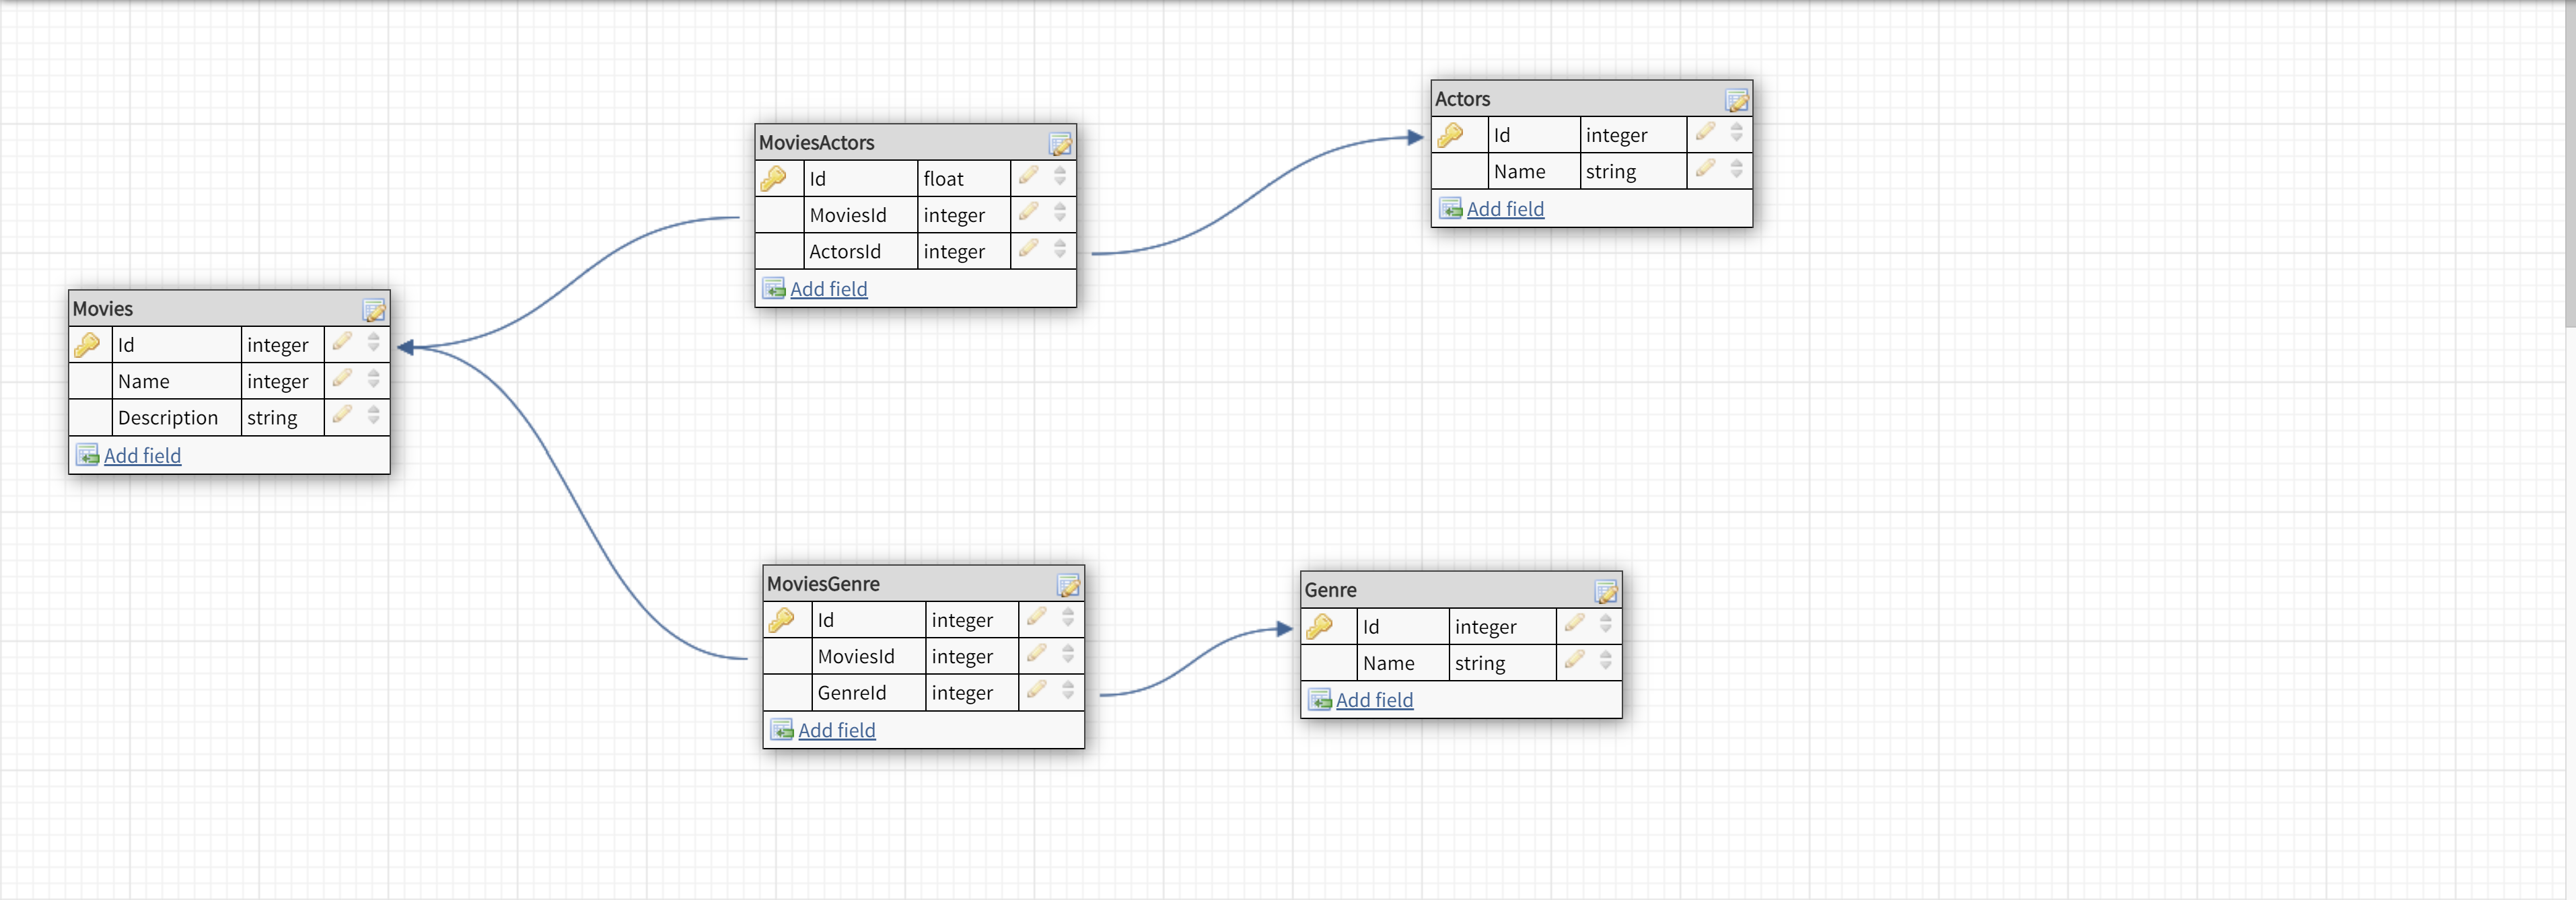 Actors
Id integer
Name string
Add field
MoviesActors
Id float
MoviesId integer
ActorsId integer
Add field
Movies
Id integer
Name integer
Description string
Add field
MoviesGenre
Id integer
MoviesId integer
GenreId integer
Add field
Genre
Id integer
Name string
Add field